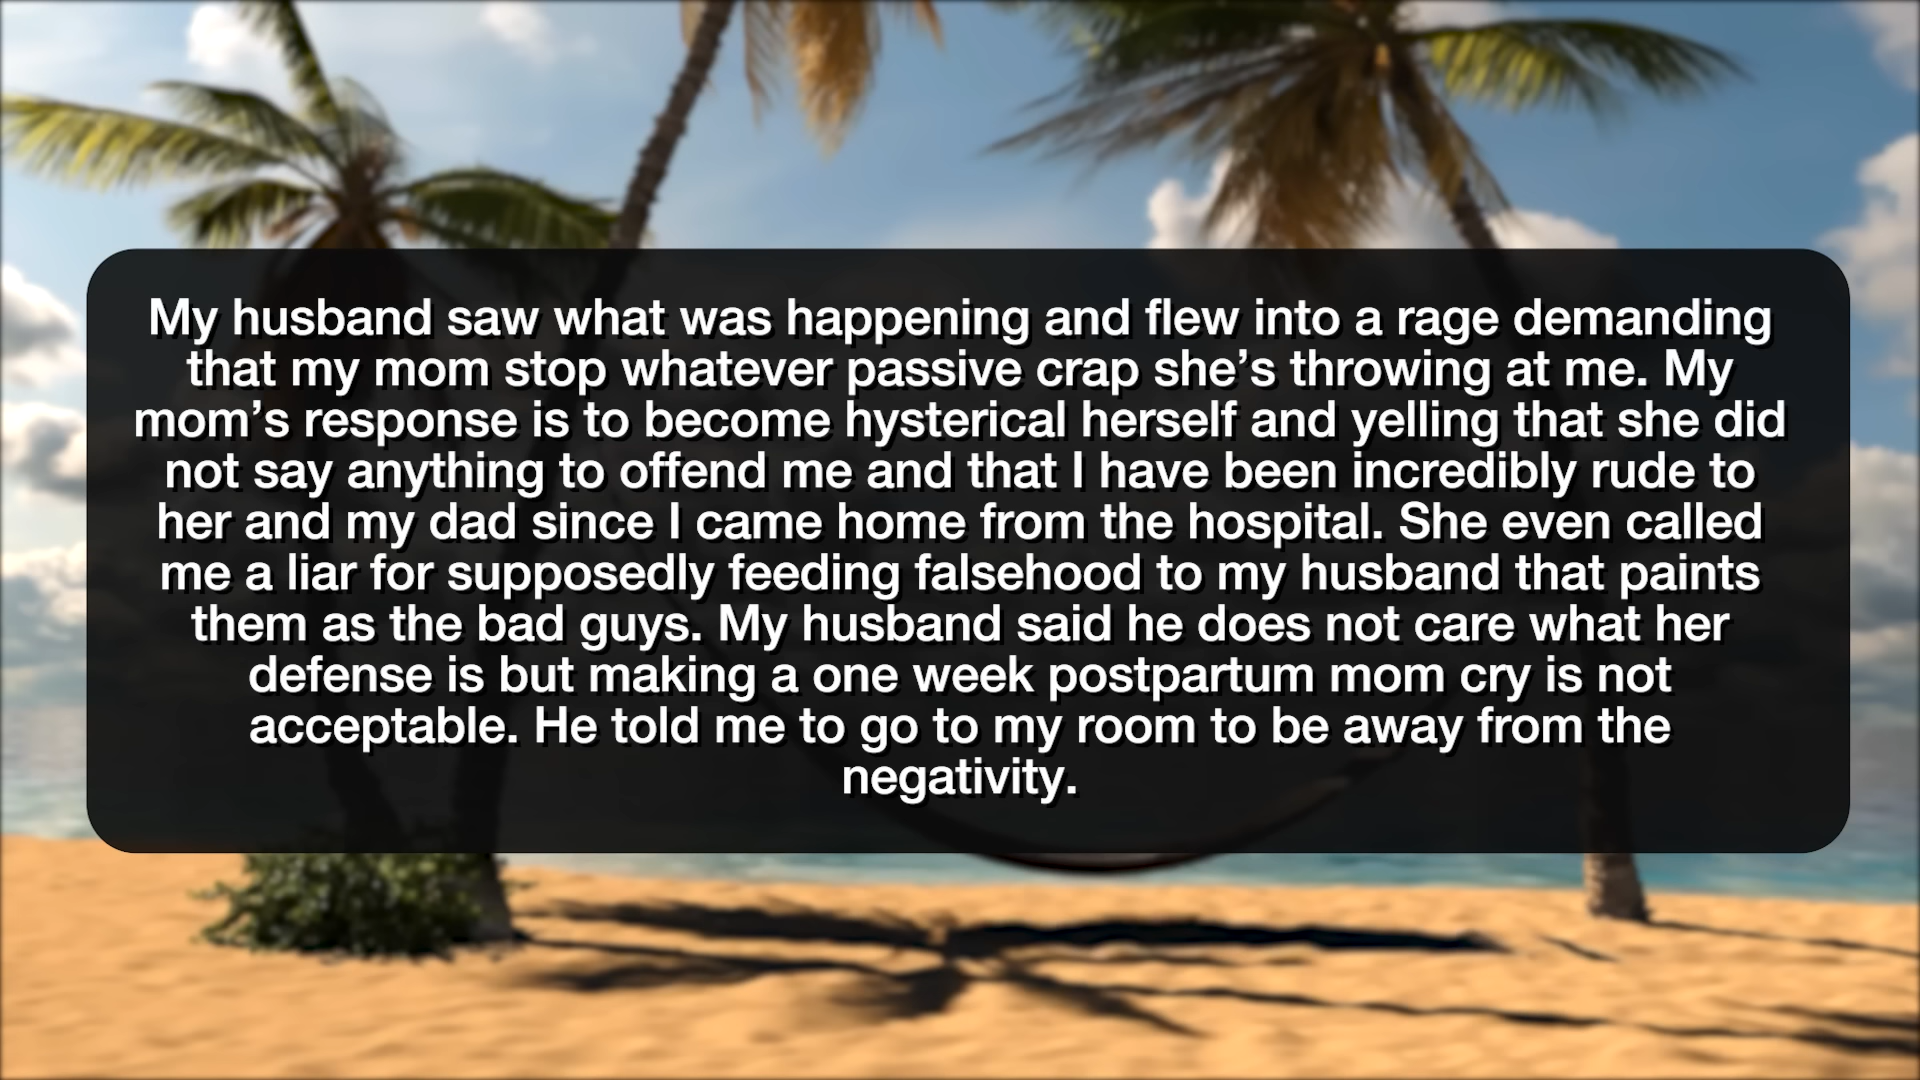 My husband saw what was happening and flew into a rage demanding
that my mom stop whatever passive crap she’s throwing at me. My
mom’s response is to become hysterical herself and yelling that she did
not say anything to offend me and that I have been incredibly rude to
her and my dad since I came home from the hospital. She even called
me a liar for supposedly feeding falsehood to my husband that paints
them as the bad guys. My husband said he does not care what her
defense is but making a one week postpartum mom cry is not
acceptable. He told me to go to my room to be away from the
negativity.